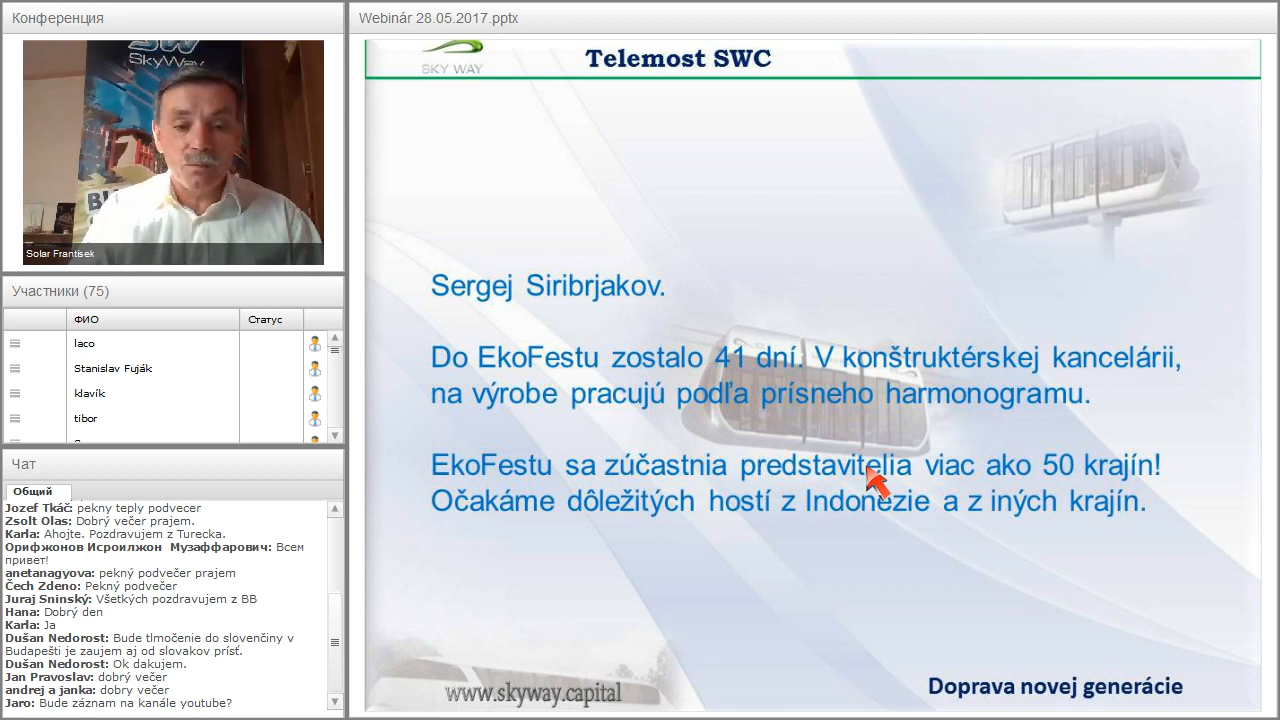 Конференция
SW
SkyWay
Solar Frantisek
Участники (75)
ФИО
Статус
laco
Stanislav Fuják
klavík
tibor
Чат
Общий
Jozef Tkáč: pekny teply podvecer
Zsolt Olas: Dobrý večer prajem.
Karla: Ahojte. Pozdravujem z Turecka.
Орифжонов Исроилжон Музаффарович: Всем
привет!
anetanagyova: pekný podvečer prajem
Čech Zdeno: Pekný podvečer
Juraj Sninský: Všetkých pozdravujem z BB
Hana: Dobrý den
Karla: Ja
Dušan Nedorost: Bude tlmočenie do slovenčiny v
Budapešti je zaujem aj od slovakov prísť.
Dušan Nedorost: Ok dakujem.
Jan Pravoslav: dobrý večer
andrej a janka: dobry večer
Jaro: Bude záznam na kanále youtube?
Webinár 28.05.2017.pptx
SKY WAY
Telemost SWC
Sergej Siribrjakov.
Do EkoFestu zostalo 41 dní. V konštruktérskej kancelárii,
na výrobe pracujú podľa prísneho harmonogramu.
EkoFestu sa zúčastnia predstavitelia viac ako 50 krajín!
Očakáme dôležitých hostí z Indonézie a z iných krajín.
www.skyway.capital
Doprava novej generácie